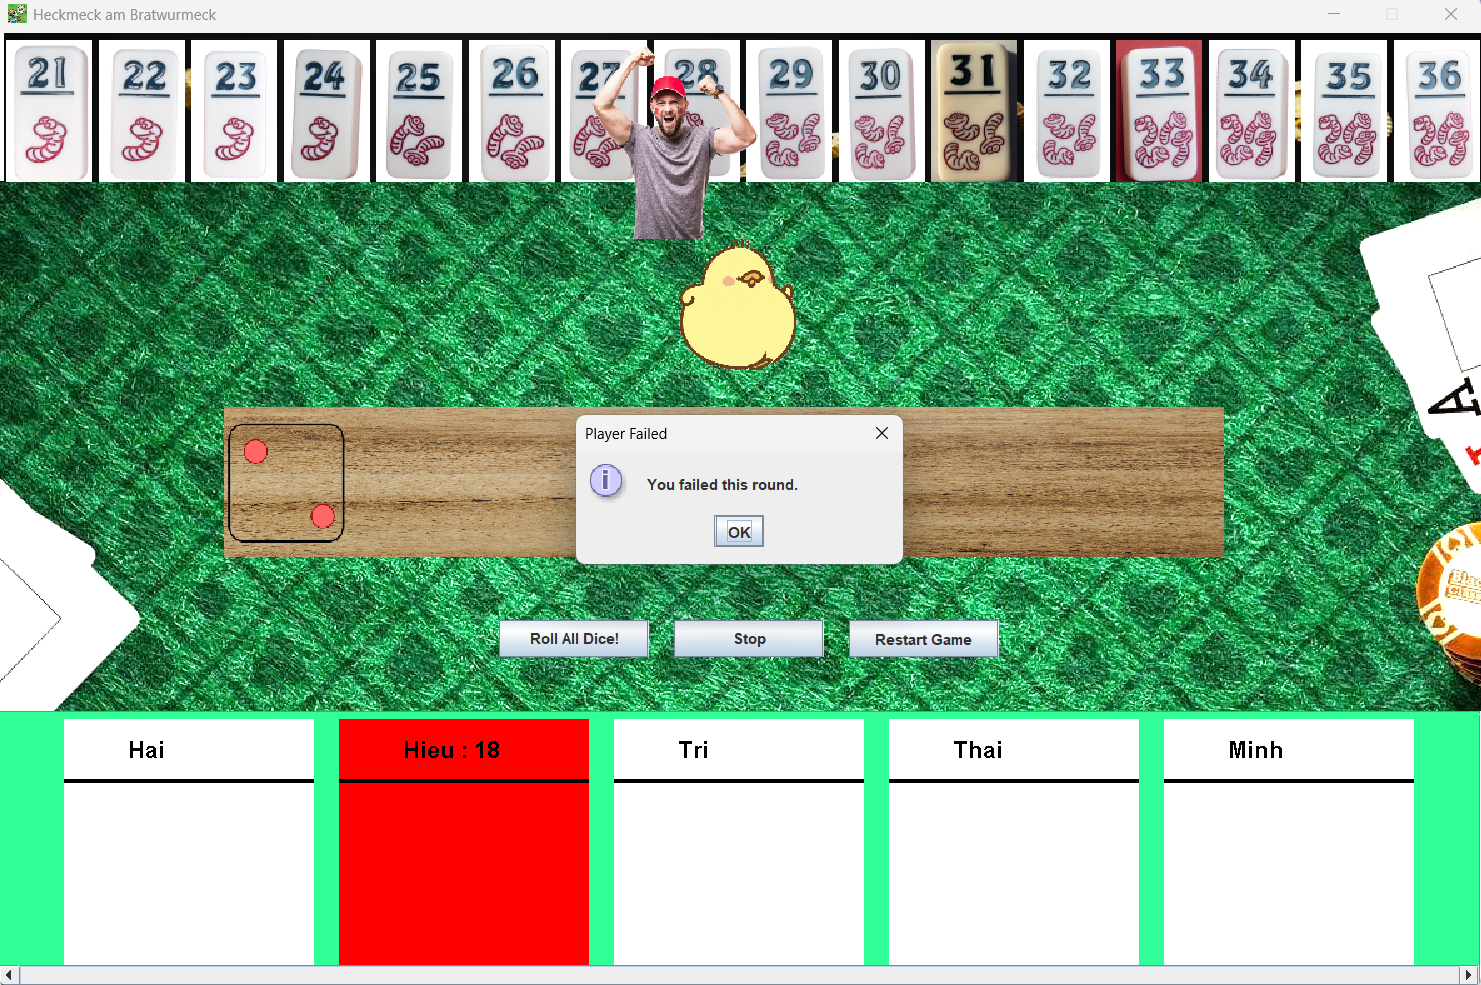 Heckmeck am Bratwurmeck
21 22 23 24 25 26 27 28 29 30 31 32 33 34 35 36
A
Player Failed
i
You failed this round.
OK
Roll All Dice! Stop Restart Game
Hai Hieu : 18 Tri Thai Minh